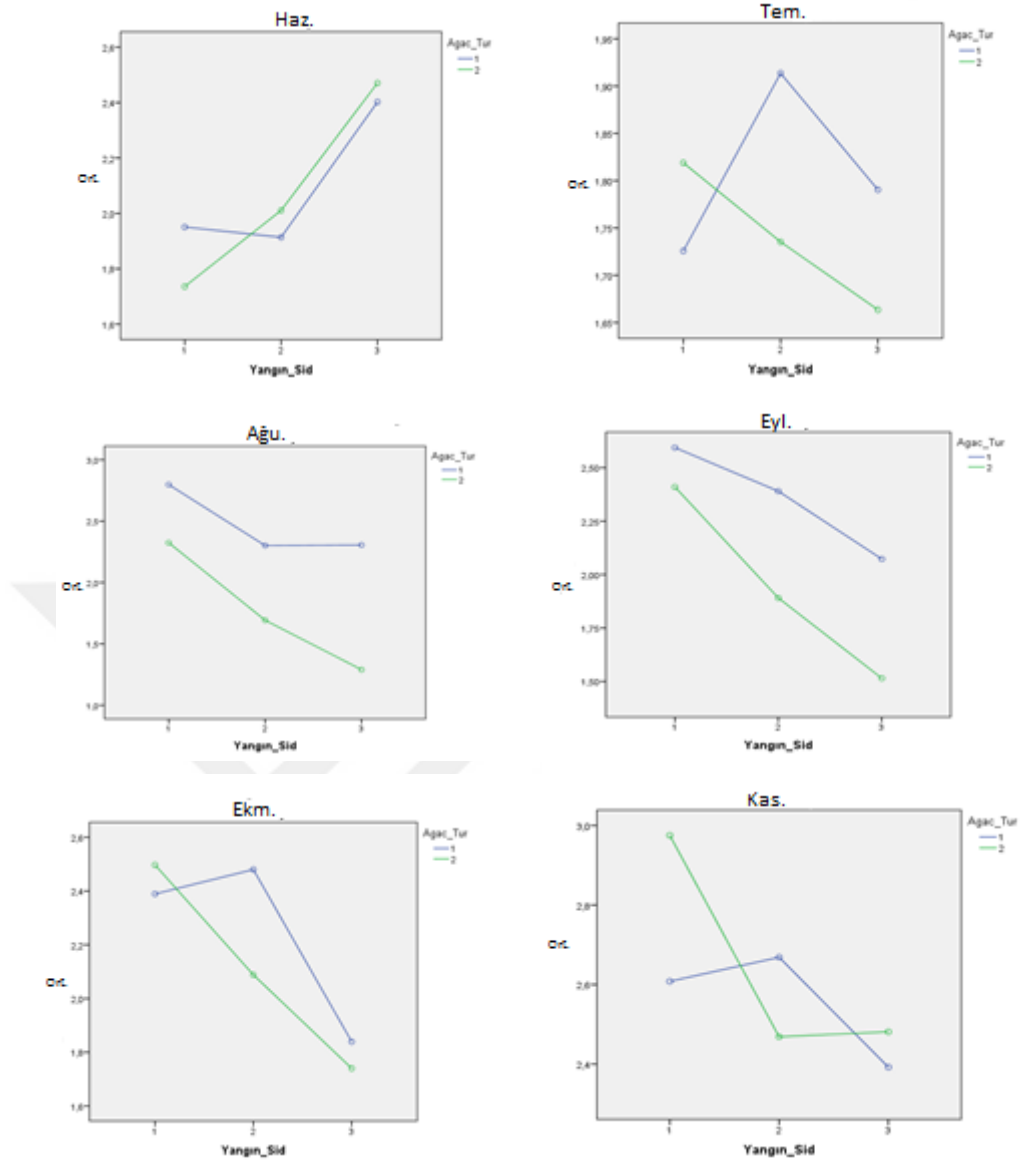 Haz.
Agac_Tur
1
2
2,6
2,4
2,2
2,0
1,8
1,6
Ort.
1 2 3
Yangın_Sid
Tem.
Agac_Tur
1
2
1,95
1,90
1,85
1,80
1,75
1,70
1,65
Ort.
1 2 3
Yangın_Sid
Ağu.
Agac_Tur
1
2
3,0
2,5
2,0
1,5
1,0
Ort.
1 2 3
Yangın_Sid
Eyl.
Agac_Tur
1
2
2,50
2,25
2,00
1,75
1,50
Ort.
1 2 3
Yangın_Sid
Ekm.
Agac_Tur
1
2
2,6
2,4
2,2
2,0
1,8
1,6
Ort.
1 2 3
Yangın_Sid
Kas.
Agac_Tur
1
2
3,0
2,8
2,6
2,4
Ort.
1 2 3
Yangın_Sid